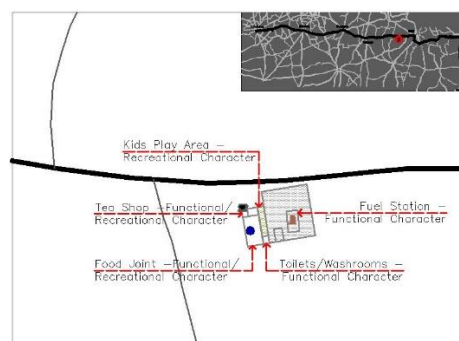 Kids Play Area –
Recreational Character
Tea Shop –Functional/
Recreational Character
Fuel Station –
Functional Character
Food Joint –Functional/
Recreational Character
Toilets/Washrooms –
Functional Character